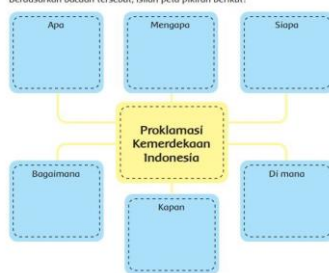 Berdasarkan bacaan tersebut, isilah peta pikiran berikut!
Apa
Mengapa
Siapa
Proklamasi
Kemerdekaan
Indonesia
Bagaimana
Di mana
Kapan